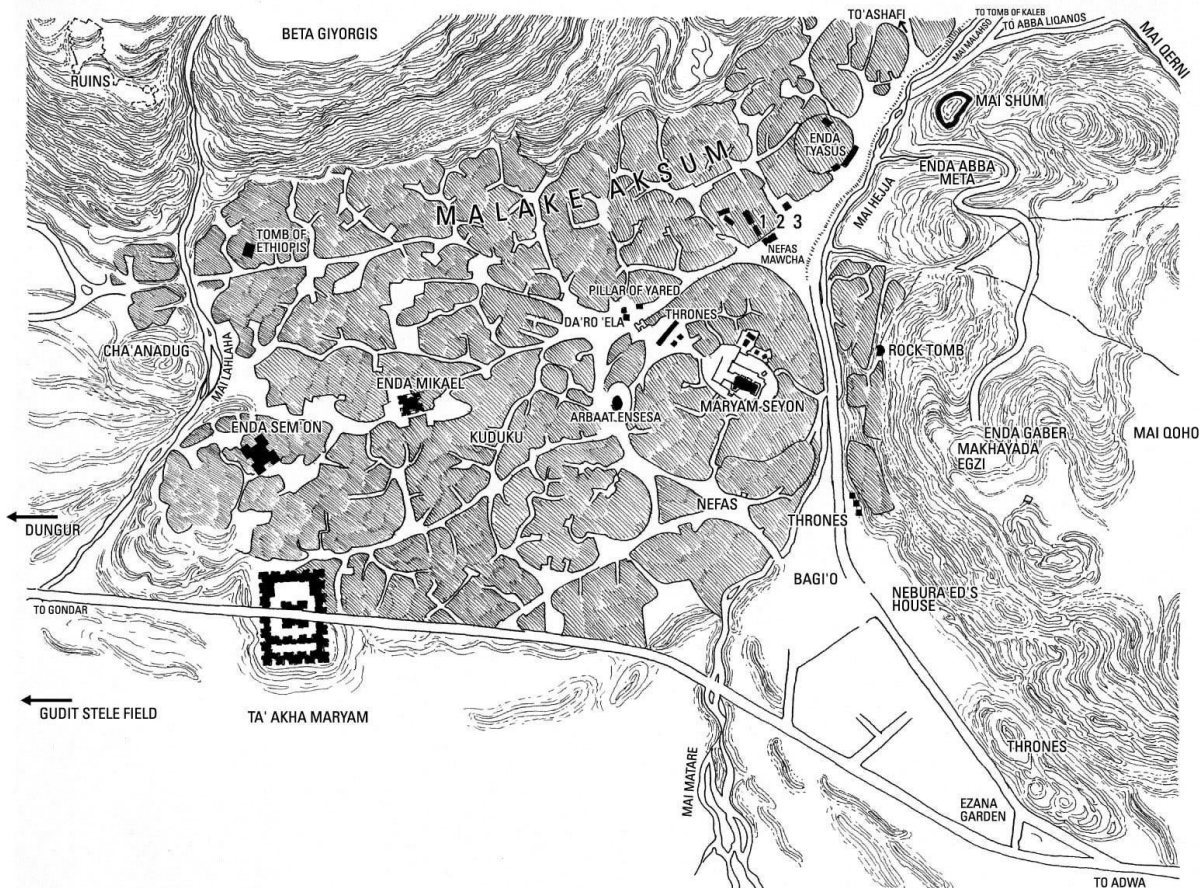 TO'ASHAFI
TO TOMB OF KALEB
TO ABBA LIQANOS
MAI MALAHSO
MAI QERNI
BETA GIYORGIS
RUINS
MAI SHUM
ENDA
TYASUS
ENDA ABBA
META
MALAKE AKSUM
MAI HEJJA
1 2 3
NEFAS
MAWCHA
TOMB OF
ETHIOPIS
PILLAR OF YARED
DA'RO 'ELA
THRONES
CHA'ANADUG
MAI LAHLAHA
ROCK TOMB
ENDA MIKAEL
MARYAM SEYON
ARBAAT ENSESA
ENDA SEM'ON
KUDUKU
ENDA GABER
MAKHAYADA
EGZI
MAI QOHO
NEFAS
THRONES
DUNGUR
BAGI'O
NEBURA'ED'S
HOUSE
TO GONDAR
GUDIT STELE FIELD
TA' AKHA MARYAM
THRONES
MAI MATARE
EZANA
GARDEN
TO ADWA